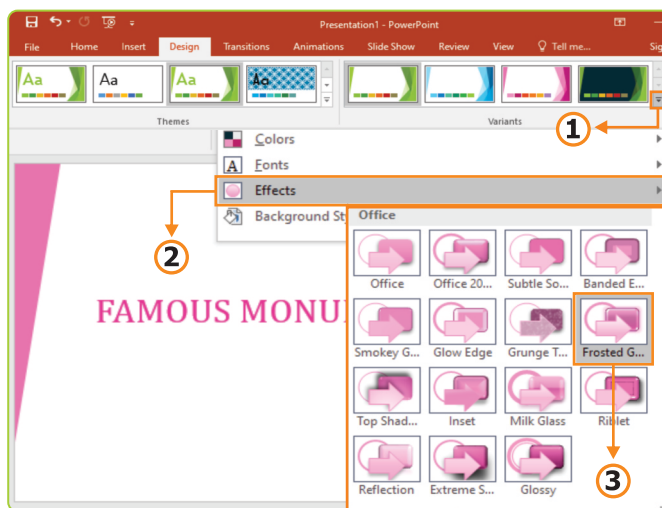 Presentation1 - PowerPoint
File Home Insert Design Transitions Animations Slide Show Review View Tell me... Sig
Aa Aa Aa Aa
Themes Variants
1
Colors
Fonts
Effects
Background St
2
Office
Office Office 20... Subtle So... Banded E...
FAMOUS MONU
Smokey G... Glow Edge Grunge T... Frosted G...
Top Shad... Inset Milk Glass Riblet
3
Reflection Extreme S... Glossy